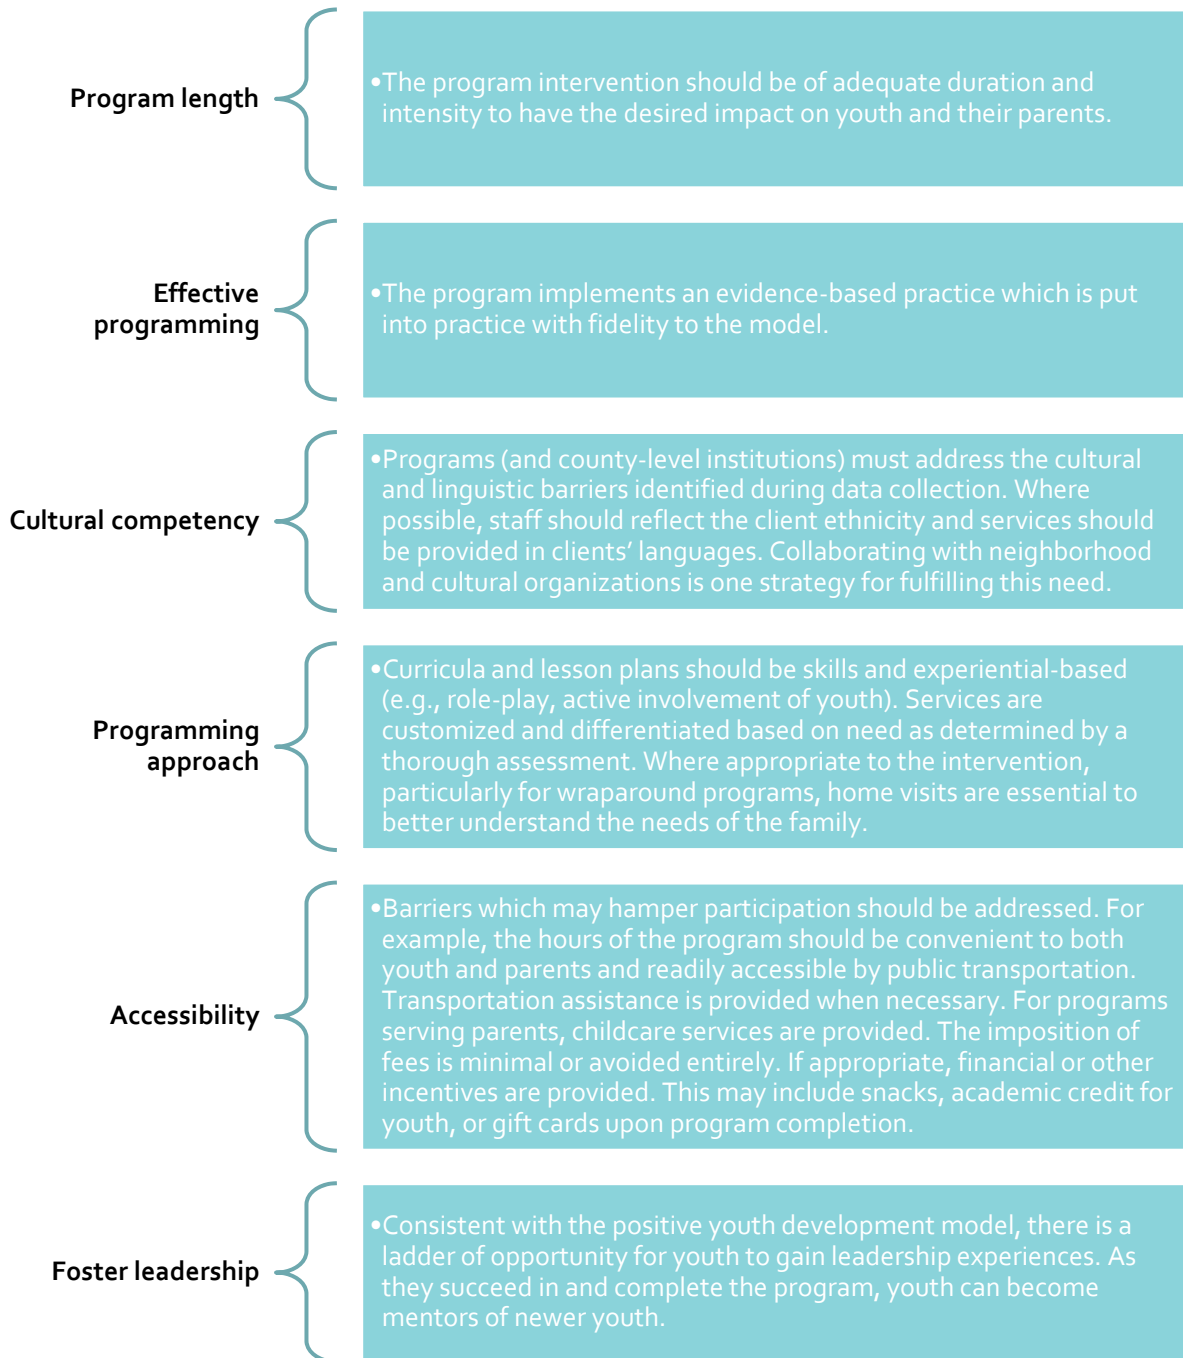 Program length
•The program intervention should be of adequate duration and
intensity to have the desired impact on youth and their parents.
Effective
programming
•The program implements an evidence-based practice which is put
into practice with fidelity to the model.
Cultural competency
•Programs (and county-level institutions) must address the cultural
and linguistic barriers identified during data collection. Where
possible, staff should reflect the client ethnicity and services should
be provided in clients’ languages. Collaborating with neighborhood
and cultural organizations is one strategy for fulfilling this need.
Programming
approach
•Curricula and lesson plans should be skills and experiential-based
(e.g., role-play, active involvement of youth). Services are
customized and differentiated based on need as determined by a
thorough assessment. Where appropriate to the intervention,
particularly for wraparound programs, home visits are essential to
better understand the needs of the family.
Accessibility
•Barriers which may hamper participation should be addressed. For
example, the hours of the program should be convenient to both
youth and parents and readily accessible by public transportation.
Transportation assistance is provided when necessary. For programs
serving parents, childcare services are provided. The imposition of
fees is minimal or avoided entirely. If appropriate, financial or other
incentives are provided. This may include snacks, academic credit for
youth, or gift cards upon program completion.
Foster leadership
•Consistent with the positive youth development model, there is a
ladder of opportunity for youth to gain leadership experiences. As
they succeed in and complete the program, youth can become
mentors of newer youth.